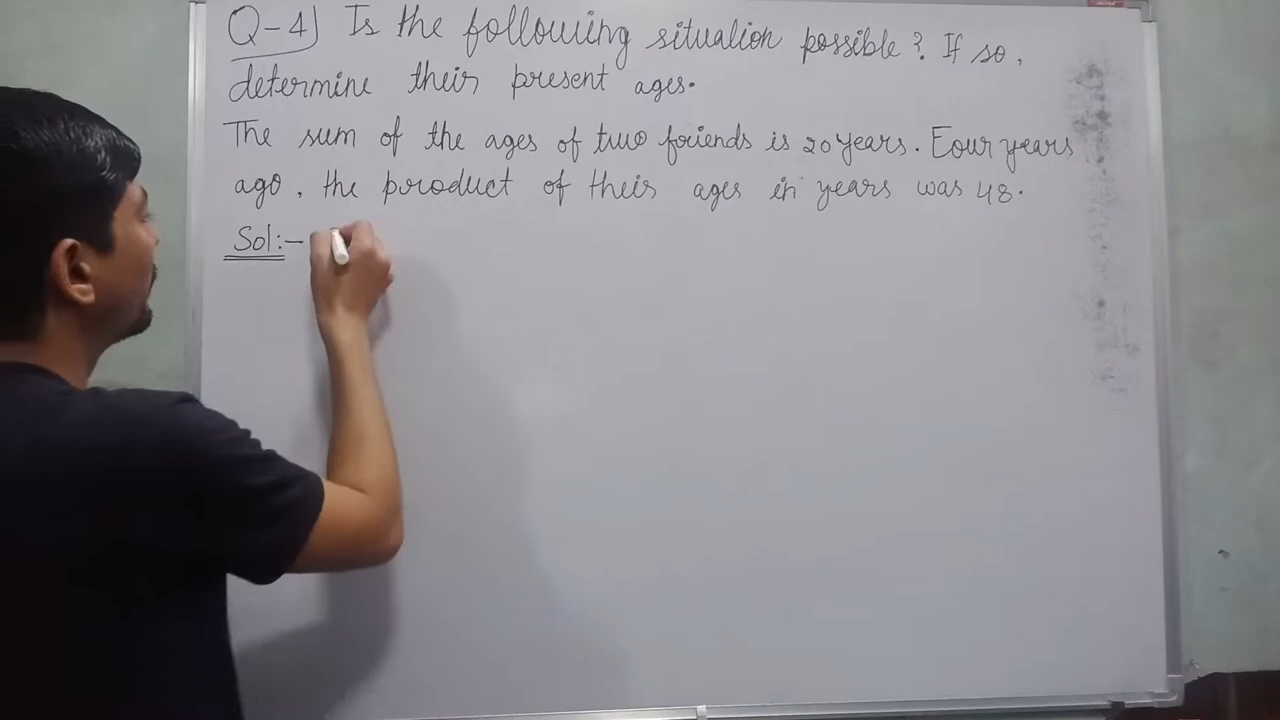 Q-4) Is the following situation possible? If so,
determine their present ages.
The sum of the ages of two friends is 20 years. Four years
ago, the product of their ages in years was 48.
Sol:-